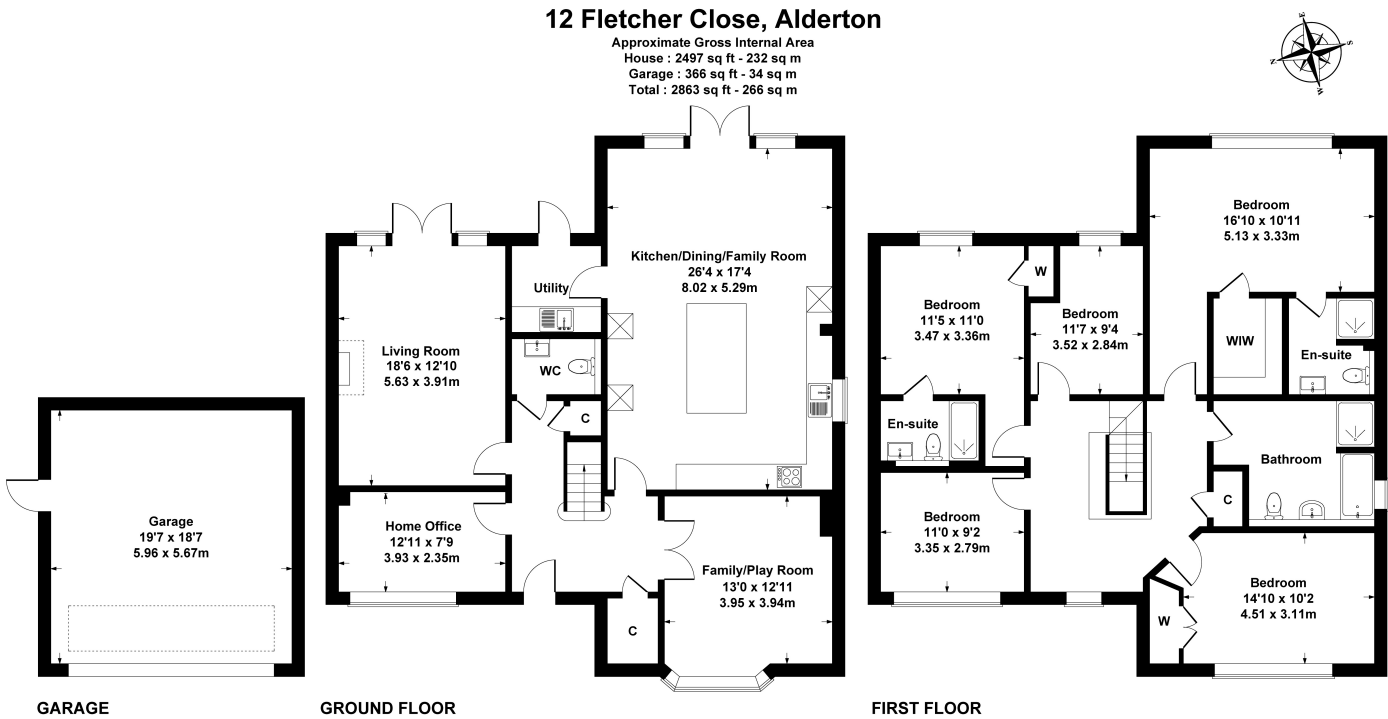 12 Fletcher Close, Alderton
Approximate Gross Internal Area
House : 2497 sq ft - 232 sq m
Garage : 366 sq ft - 34 sq m
Total : 2863 sq ft - 266 sq m
E
S
N
W
Garage
19'7 x 18'7
5.96 x 5.67m
GARAGE
Kitchen/Dining/Family Room
26'4 x 17'4
8.02 x 5.29m
Utility
Living Room
18'6 x 12'10
5.63 x 3.91m
WC
C
Home Office
12'11 x 7'9
3.93 x 2.35m
Family/Play Room
13'0 x 12'11
3.95 x 3.94m
C
GROUND FLOOR
Bedroom
16'10 x 10'11
5.13 x 3.33m
W
Bedroom
11'5 x 11'0
3.47 x 3.36m
Bedroom
11'7 x 9'4
3.52 x 2.84m
WIW
En-suite
En-suite
Bathroom
C
Bedroom
11'0 x 9'2
3.35 x 2.79m
Bedroom
14'10 x 10'2
4.51 x 3.11m
W
FIRST FLOOR